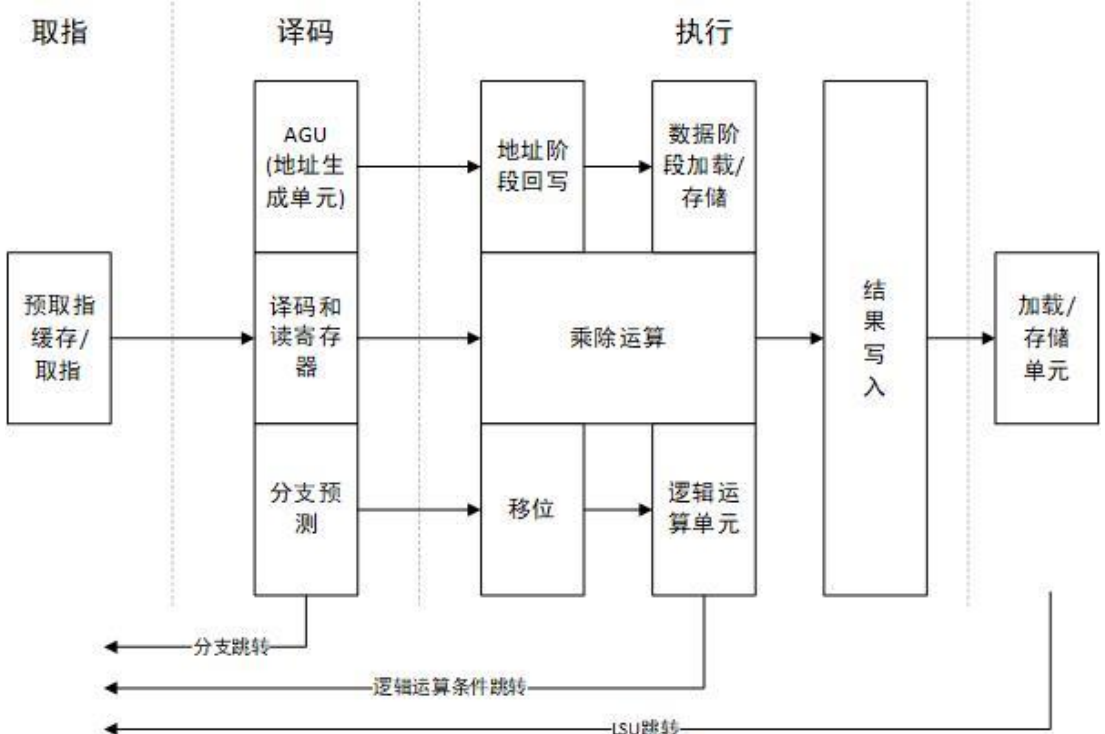 取指
译码
执行
AGU
(地址生
成单元)
地址阶
段回写
数据阶
段加载/
存储
预取指
缓存/
取指
译码和
读寄存
器
乘除运算
结
果
写
入
加载/
存储
单元
分支预
测
移位
逻辑运
算单元
分支跳转
逻辑运算条件跳转
LSU跳转